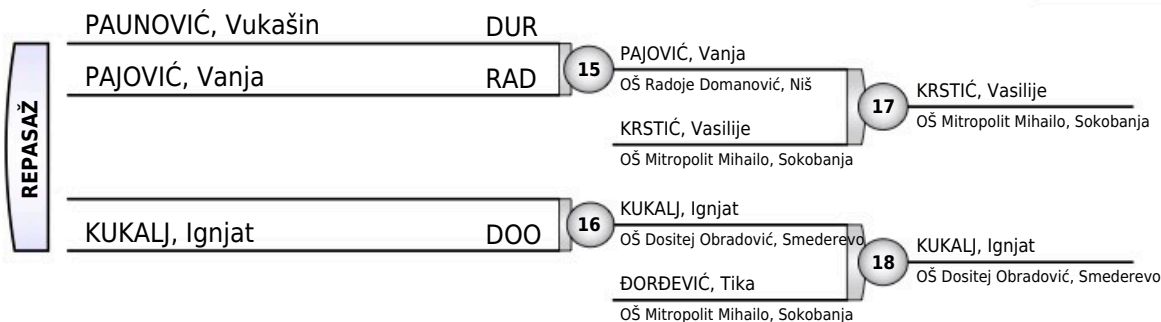 REPASAŽ
PAUNOVIĆ, Vukašin DUR
PAJOVIĆ, Vanja RAD
15
PAJOVIĆ, Vanja
OŠ Radoje Domanović, Niš
KRSTIĆ, Vasilije
OŠ Mitropolit Mihailo, Sokobanja
17
KRSTIĆ, Vasilije
OŠ Mitropolit Mihailo, Sokobanja
KUKALJ, Ignjat DOO
16
KUKALJ, Ignjat
OŠ Dositej Obradović, Smederevo
ĐORĐEVIĆ, Tika
OŠ Mitropolit Mihailo, Sokobanja
18
KUKALJ, Ignjat
OŠ Dositej Obradović, Smederevo